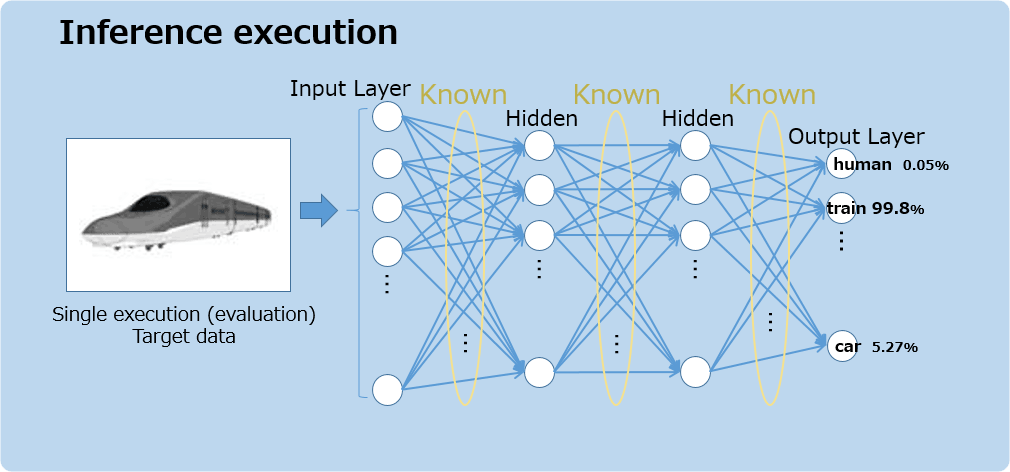 Inference execution
Input Layer
Known
Known
Known
Hidden
Hidden
Output Layer
human 0.05%
train 99.8%
car 5.27%
Single execution (evaluation)
Target data